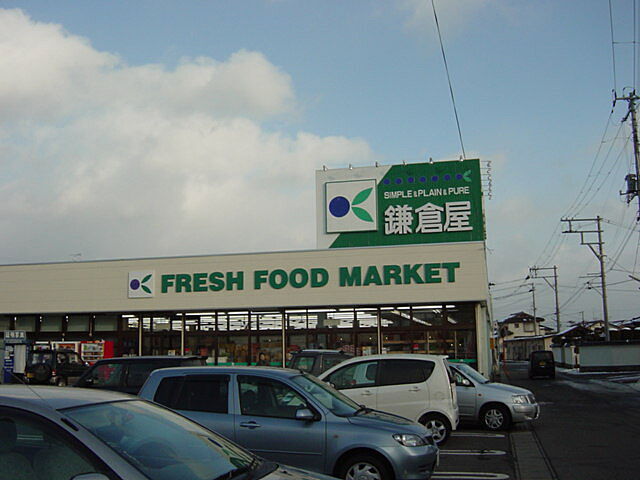 SIMPLE & PLAIN & PURE
鎌倉屋
FRESH FOOD MARKET